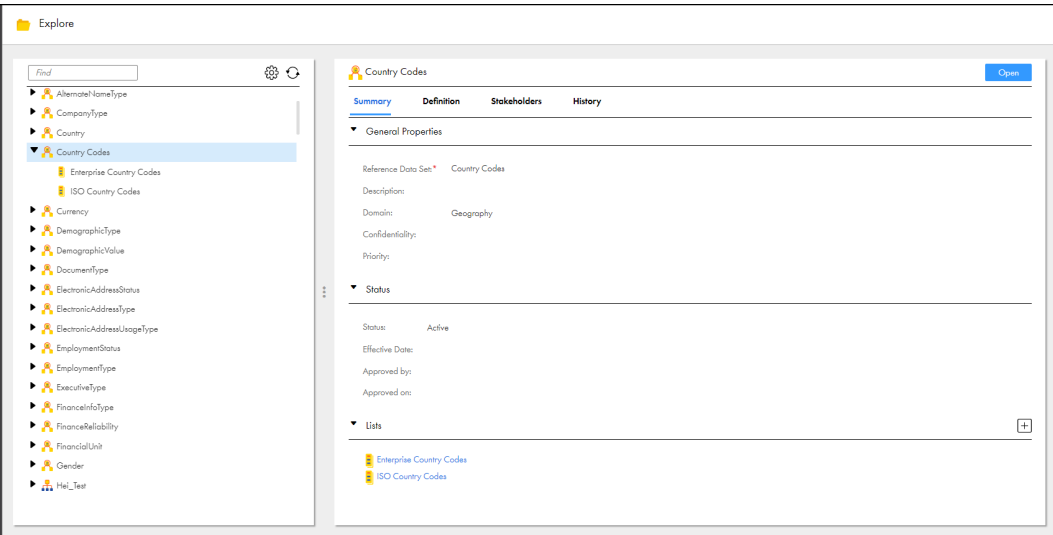 Explore
Find
AlternateNameType
CompanyType
Country
Country Codes
Enterprise Country Codes
ISO Country Codes
Currency
DemographicType
DemographicValue
DocumentType
ElectronicAddressStatus
ElectronicAddressType
ElectronicAddressUsageType
EmploymentStatus
EmploymentType
ExecutiveType
FinanceInfoType
FinanceReliability
FinancialUnit
Gender
Hei_Test
Country Codes Open
Summary Definition Stakeholders History
General Properties
Reference Data Set:* Country Codes
Description:
Domain: Geography
Confidentiality:
Priority:
Status
Status: Active
Effective Date:
Approved by:
Approved on:
Lists
Enterprise Country Codes
ISO Country Codes